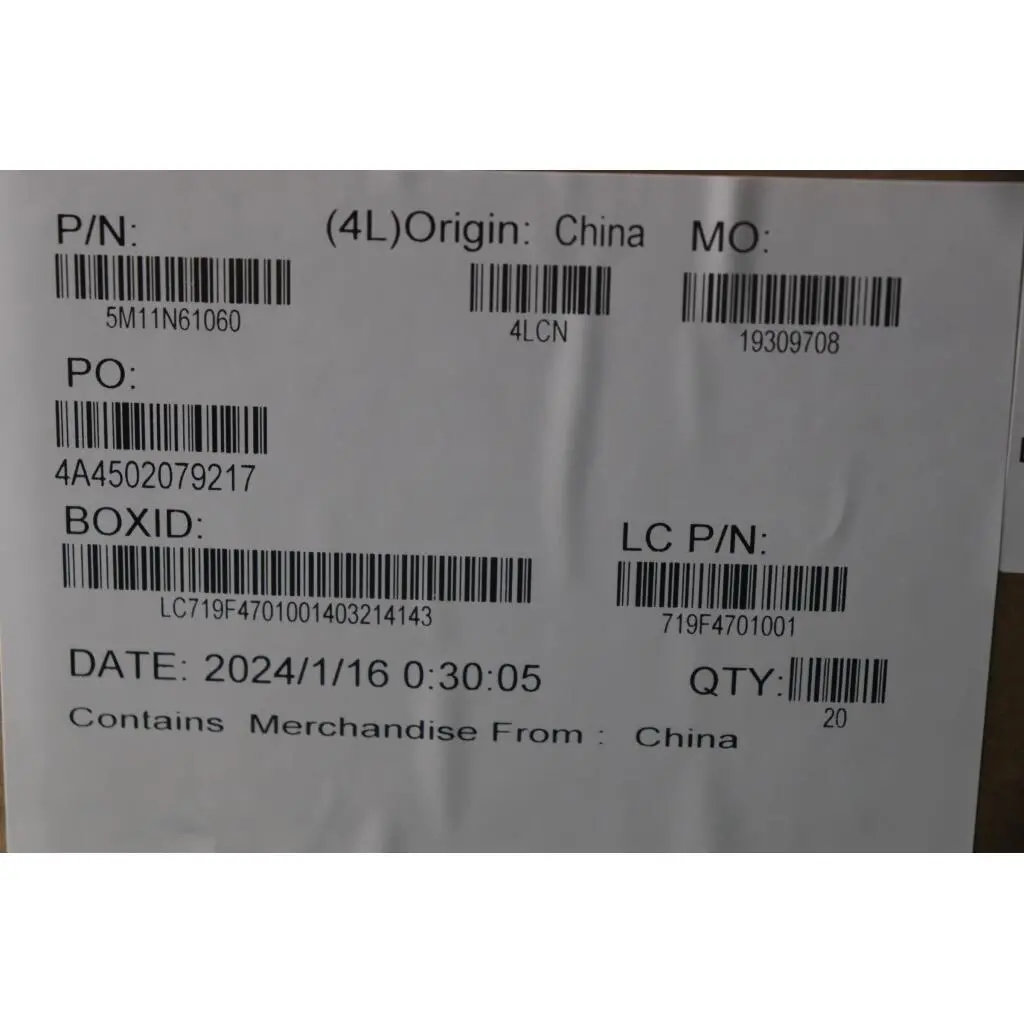 P/N: (4L)Origin: China MO:
5M11N61060 4LCN 19309708
PO:
4A4502079217
BOXID: LC P/N:
LC719F4701001403214143 719F4701001
DATE: 2024/1/16 0:30:05 QTY:
20
Contains Merchandise From : China